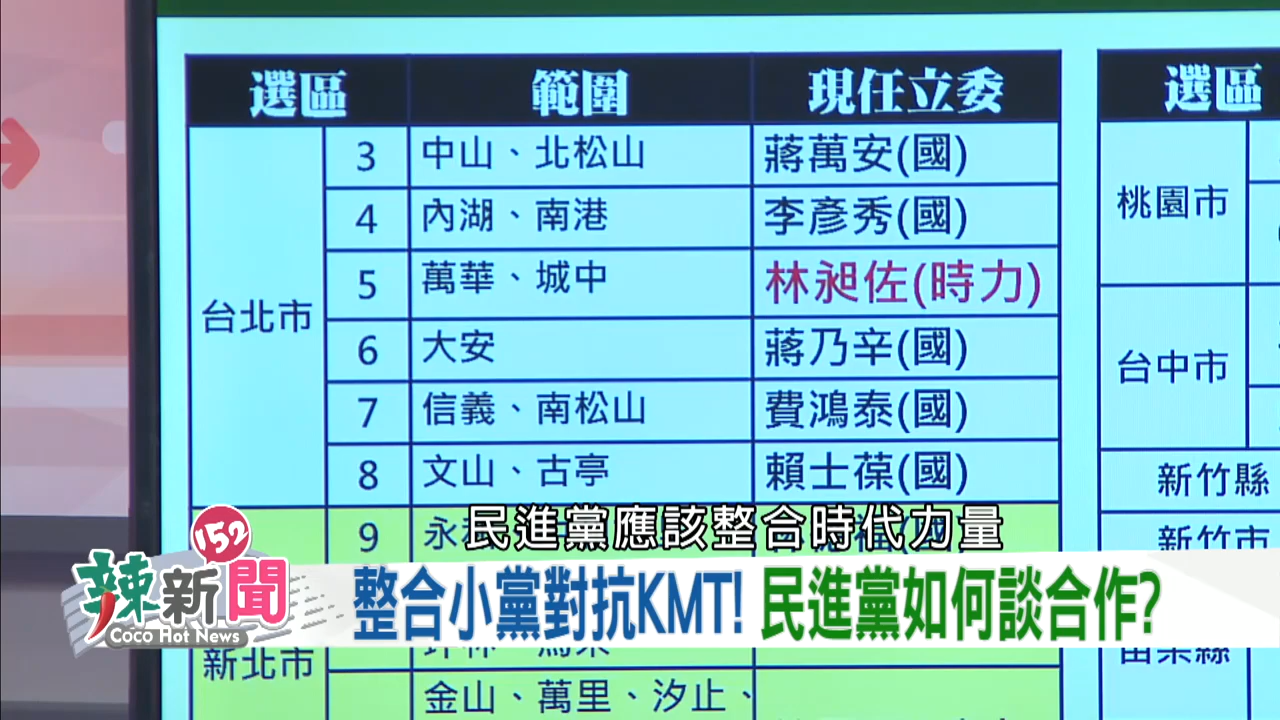 選區 範圍 現任立委
台北市
3 中山、北松山 蔣萬安(國)
4 內湖、南港 李彥秀(國)
5 萬華、城中 林昶佐(時力)
6 大安 蔣乃辛(國)
7 信義、南松山 費鴻泰(國)
8 文山、古亭 賴士葆(國)
新北市
9 永
金山、萬里、汐止、
選區
桃園市
台中市
新竹縣
新竹市
苗栗縣
民進黨應該整合時代力量
整合小黨對抗KMT! 民進黨如何談合作?
152
辣新聞
Coco Hot News